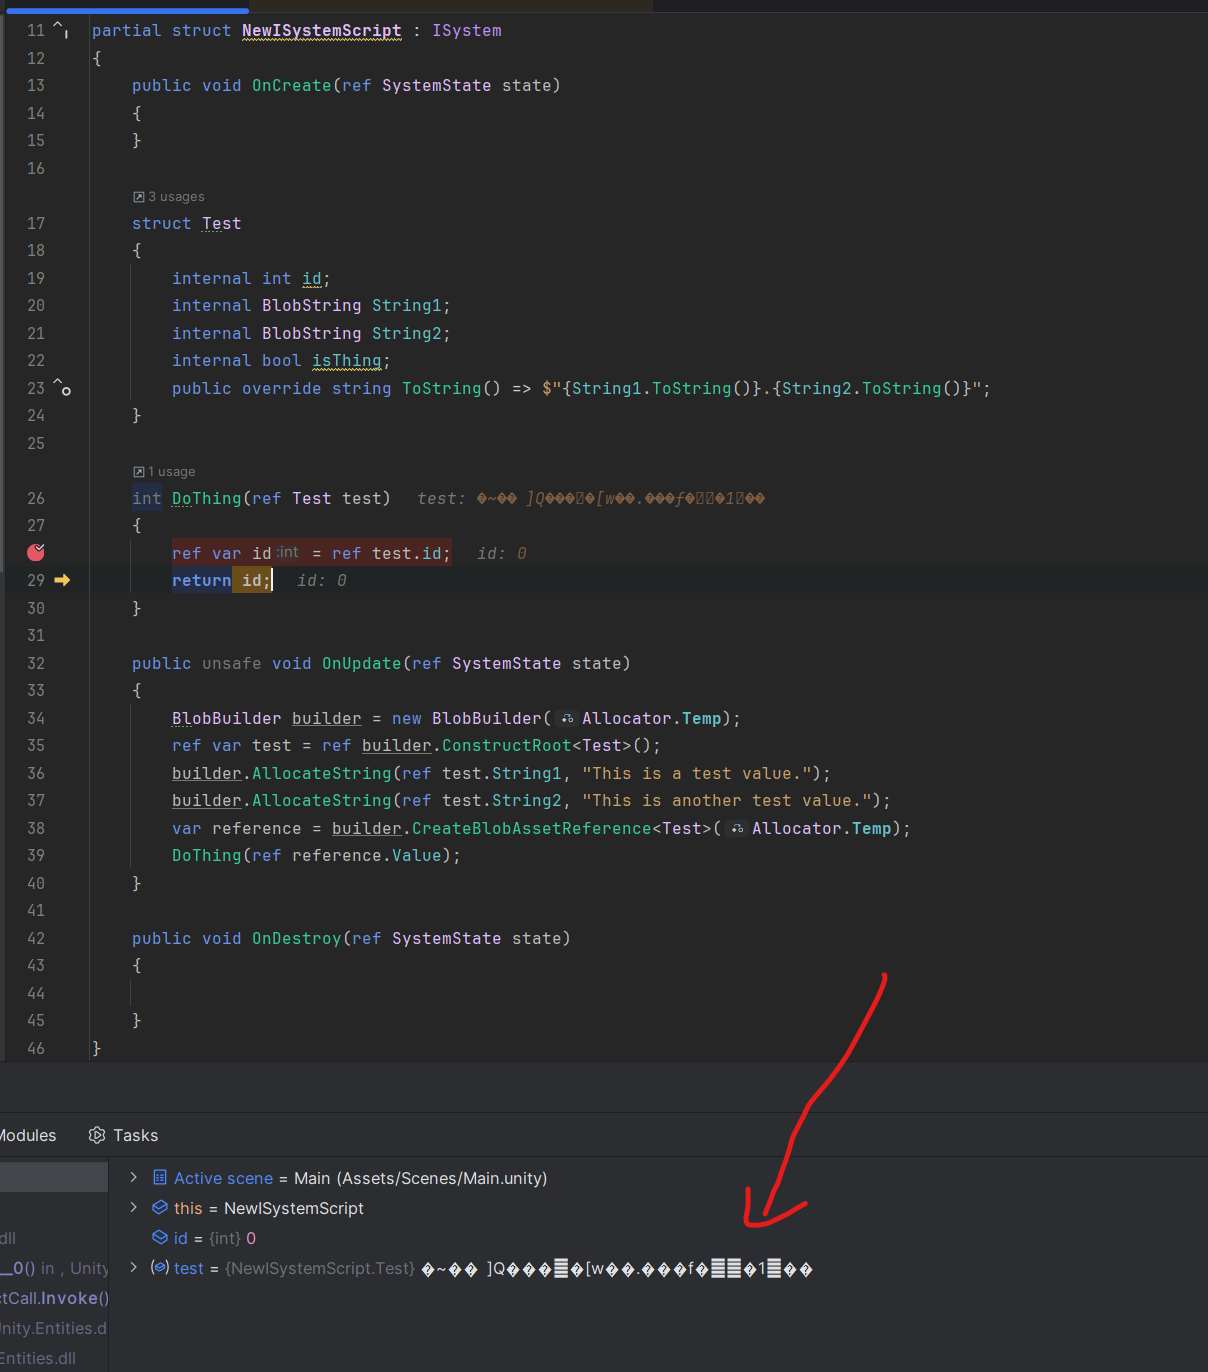 11 partial struct NewISystemScript : ISystem
12 {
13 public void OnCreate(ref SystemState state)
14 {
15 }
16
3 usages
17 struct Test
18 {
19 internal int id;
20 internal BlobString String1;
21 internal BlobString String2;
22 internal bool isThing;
23 public override string ToString() => $"{String1.ToString()}.{String2.ToString()}";
24 }
25
1 usage
26 int DoThing(ref Test test) test: �~�� ]Q����[w��.���f��1��
27 {
ref var id :int = ref test.id; id: 0
29 return id; id: 0
30 }
31
32 public unsafe void OnUpdate(ref SystemState state)
33 {
34 BlobBuilder builder = new BlobBuilder(Allocator.Temp);
35 ref var test = ref builder.ConstructRoot<Test>();
36 builder.AllocateString(ref test.String1, "This is a test value.");
37 builder.AllocateString(ref test.String2, "This is another test value.");
38 var reference = builder.CreateBlobAssetReference<Test>(Allocator.Temp);
39 DoThing(ref reference.Value);
40 }
41
42 public void OnDestroy(ref SystemState state)
43 {
44
45 }
46 }
Modules Tasks
Active scene = Main (Assets/Scenes/Main.unity)
this = NewISystemScript
dll id = {int} 0
__0() in , Unity test = {NewISystemScript.Test} �~�� ]Q����[w��.���f��1��
ctCall.Invoke()
Unity.Entities.d
Entities.dll